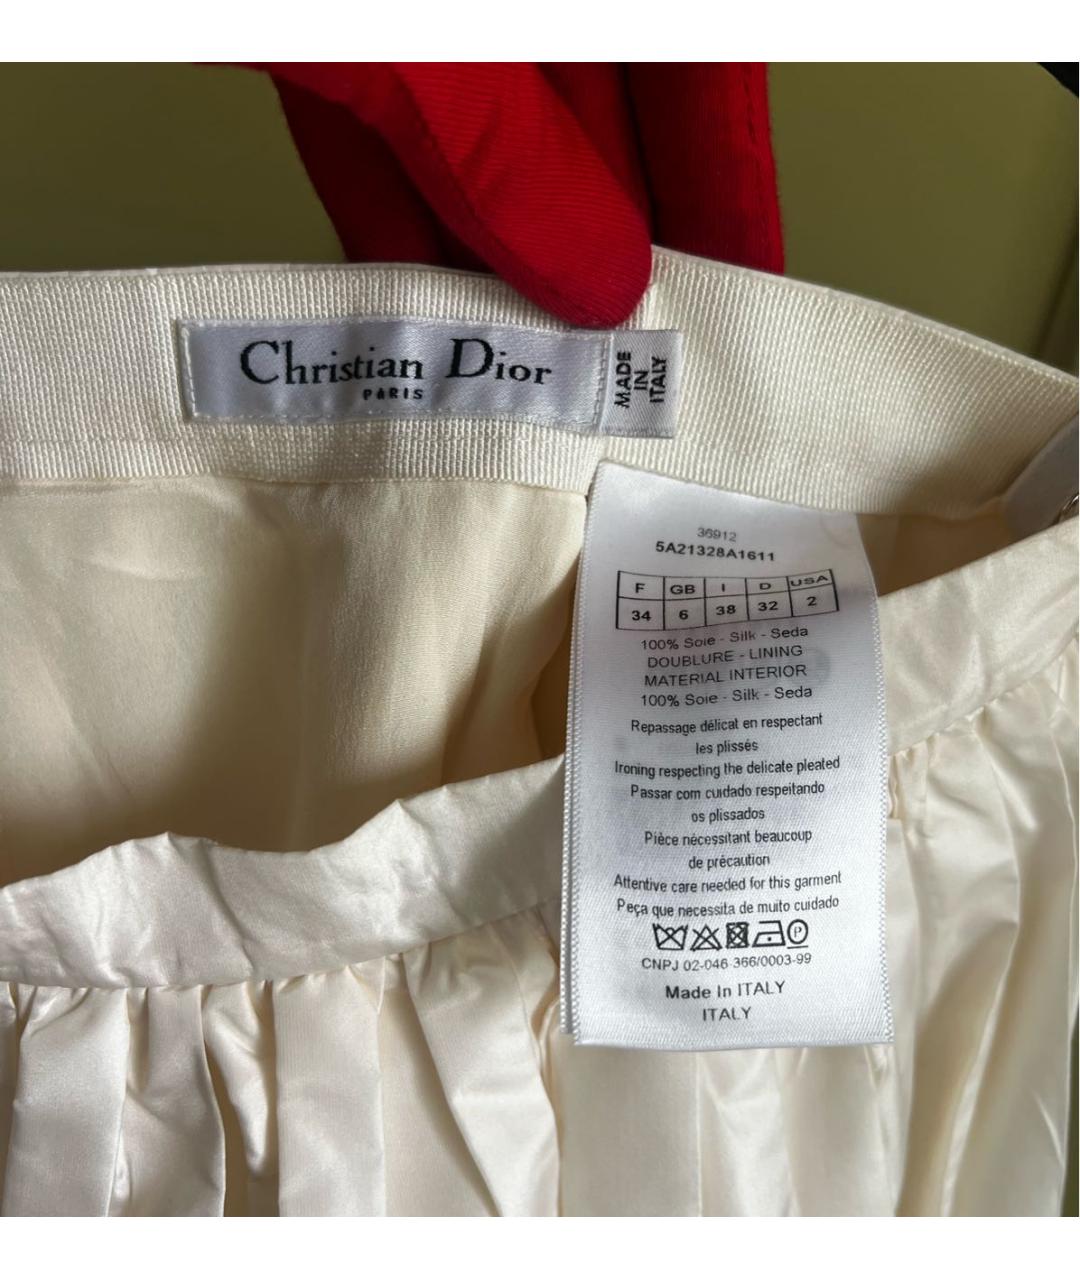 Christian Dior
PARIS
MADE
IN
ITALY
36912
5A21328A1611
F GB I D USA
34 6 38 32 2
100% Soie - Silk - Seda
DOUBLURE - LINING
MATERIAL INTERIOR
100% Soie - Silk - Seda
Repassage délicat en respectant
les plissés
Ironing respecting the delicate pleated
Passar com cuidado respeitando
os plissados
Pièce nécessitant beaucoup
de précaution
Attentive care needed for this garment
Peça que necessita de muito cuidado
P
CNPJ 02-046 366/0003-99
Made In ITALY
ITALY